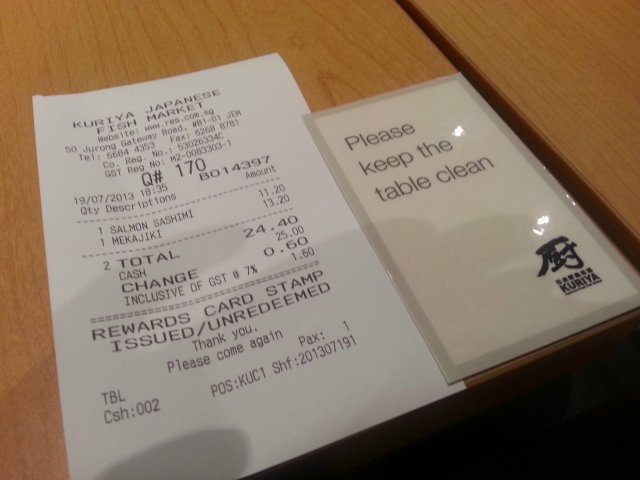 KURIYA JAPANESE
FISH MARKET
Website: www.res.com.sg
50 Jurong Gateway Road, #B1-01 JEM
Tel: 6684 4353 Fax: 6268 8781
Co. Reg. No.: 53026334C
GST Reg No: M2-0083303-1
Q# 170
19/07/2013 18:35 B014397
Qty Descriptions Amount
1 SALMON SASHIMI 11.20
1 MEKAJIKI 13.20
2 TOTAL 24.40
CASH 25.00
CHANGE 0.60
INCLUSIVE OF GST @ 7% 1.60
REWARDS CARD STAMP
ISSUED/UNREDEEMED
Thank you.
Please come again
TBL Pax: 1
Csh:002 POS:KUC1 Shf:201307191
Please
keep the
table clean
厨
KURIYA